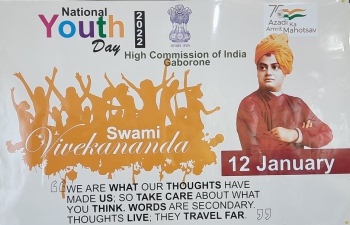 National
Youth
Day
2022
High Commission of India
Gaborone
75
Azadi Ka
Amrit Mahotsav
Swami
Vivekananda
12 January
"WE ARE WHAT OUR THOUGHTS HAVE
MADE US; SO TAKE CARE ABOUT WHAT
YOU THINK. WORDS ARE SECONDARY.
THOUGHTS LIVE; THEY TRAVEL FAR."